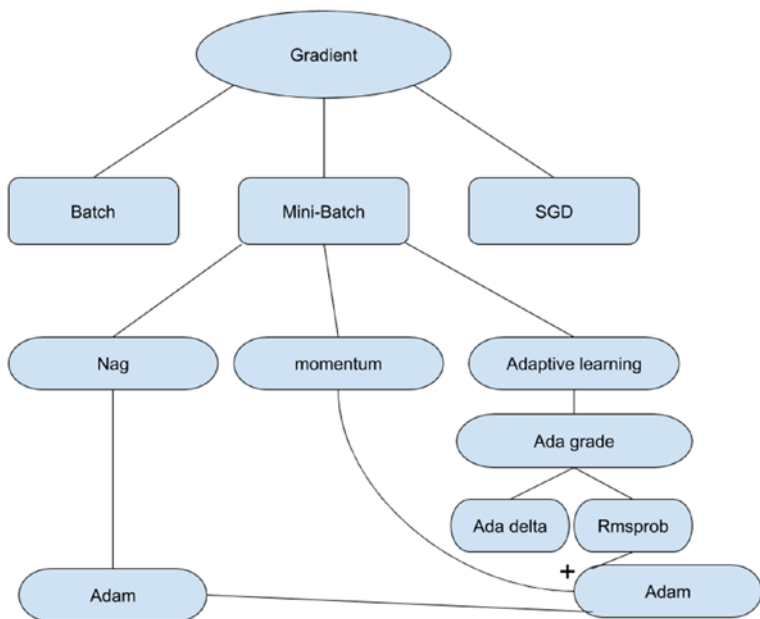 Gradient
Batch
Mini-Batch
SGD
Nag
momentum
Adaptive learning
Ada grade
Ada delta
Rmsprob
+
Adam
Adam